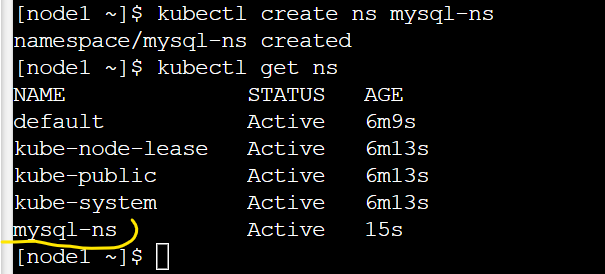 [node1 ~]$ kubectl create ns mysql-ns
namespace/mysql-ns created
[node1 ~]$ kubectl get ns
NAME STATUS AGE
default Active 6m9s
kube-node-lease Active 6m13s
kube-public Active 6m13s
kube-system Active 6m13s
mysql-ns Active 15s
[node1 ~]$